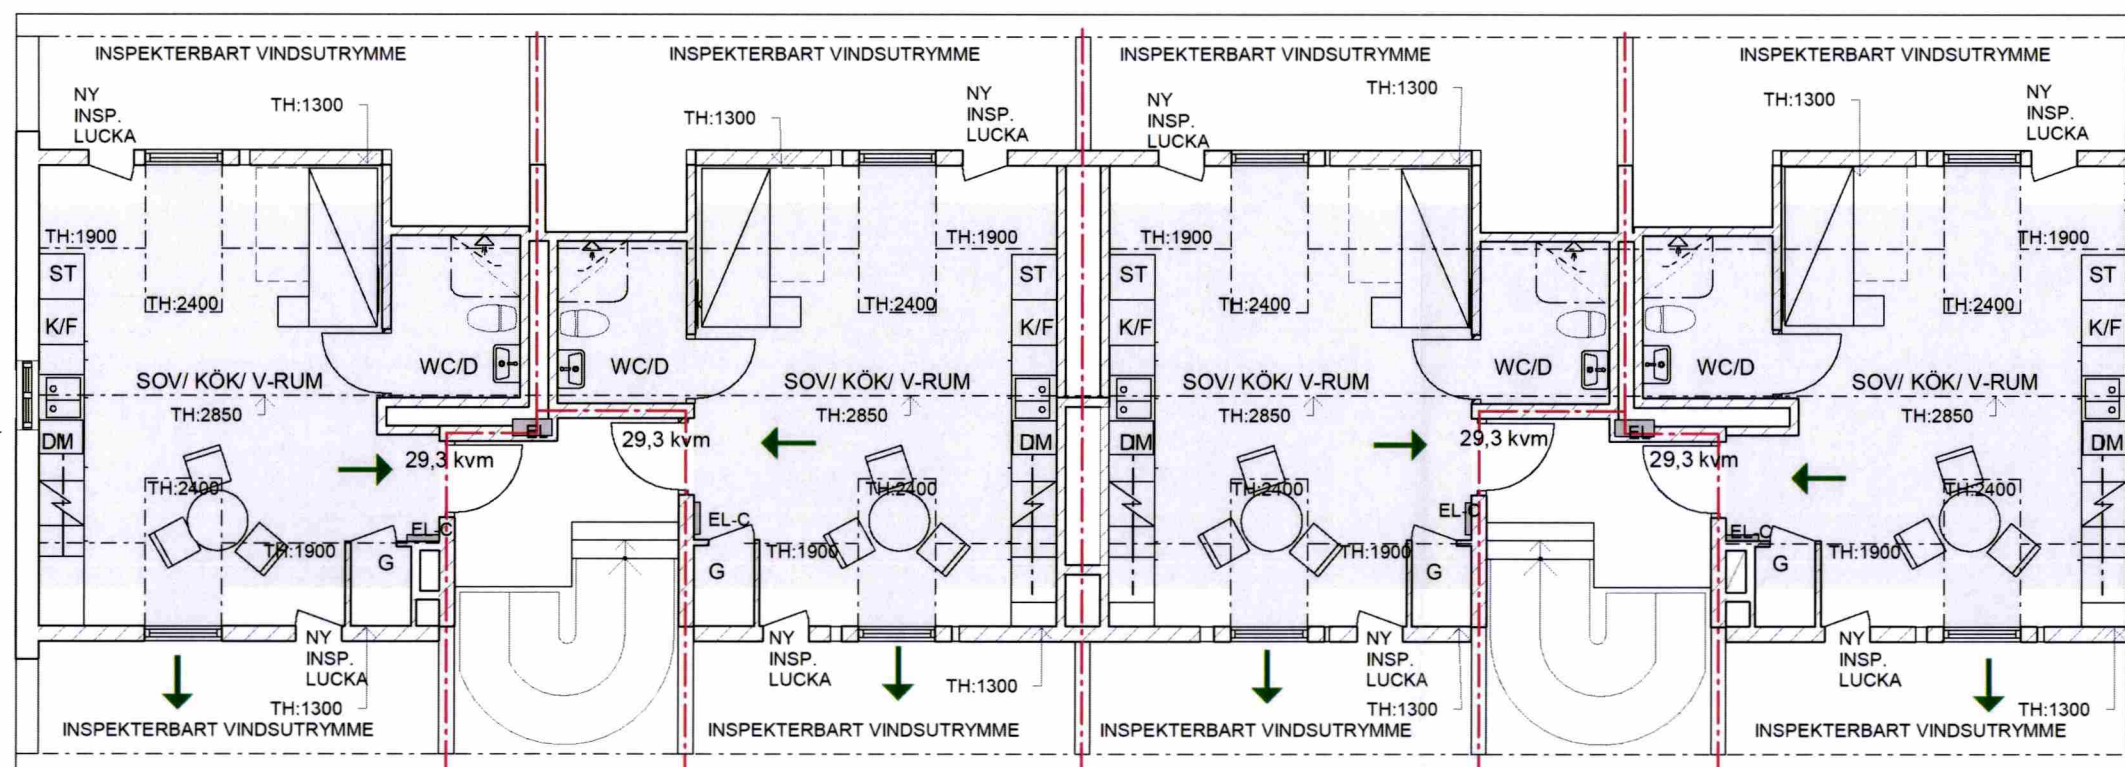 INSPEKTERBART VINDSUTRYMME
INSPEKTERBART VINDSUTRYMME
INSPEKTERBART VINDSUTRYMME
INSPEKTERBART VINDSUTRYMME
NY
INSP.
LUCKA
TH:1300
TH:1300
NY
INSP.
LUCKA
NY
INSP.
LUCKA
TH:1300
TH:1300
NY
INSP.
LUCKA
TH:1900
TH:1900
TH:1900
TH:1900
ST
ST
ST
ST
TH:2400
TH:2400
TH:2400
TH:2400
K/F
K/F
K/F
K/F
WC/D
WC/D
WC/D
WC/D
SOV/ KÖK/ V-RUM
TH:2850
SOV/ KÖK/ V-RUM
TH:2850
SOV/ KÖK/ V-RUM
TH:2850
SOV/ KÖK/ V-RUM
TH:2850
DM
EL
DM
DM
EL
DM
29,3 kvm
29,3 kvm
29,3 kvm
29,3 kvm
TH:2400
TH:2400
TH:2400
TH:2400
EL-C
EL-C
EL-C
EL-C
TH:1900
TH:1900
TH:1900
TH:1900
G
G
G
G
NY
INSP.
LUCKA
NY
INSP.
LUCKA
NY
INSP.
LUCKA
NY
INSP.
LUCKA
TH:1300
TH:1300
TH:1300
TH:1300
INSPEKTERBART VINDSUTRYMME
INSPEKTERBART VINDSUTRYMME
INSPEKTERBART VINDSUTRYMME
INSPEKTERBART VINDSUTRYMME